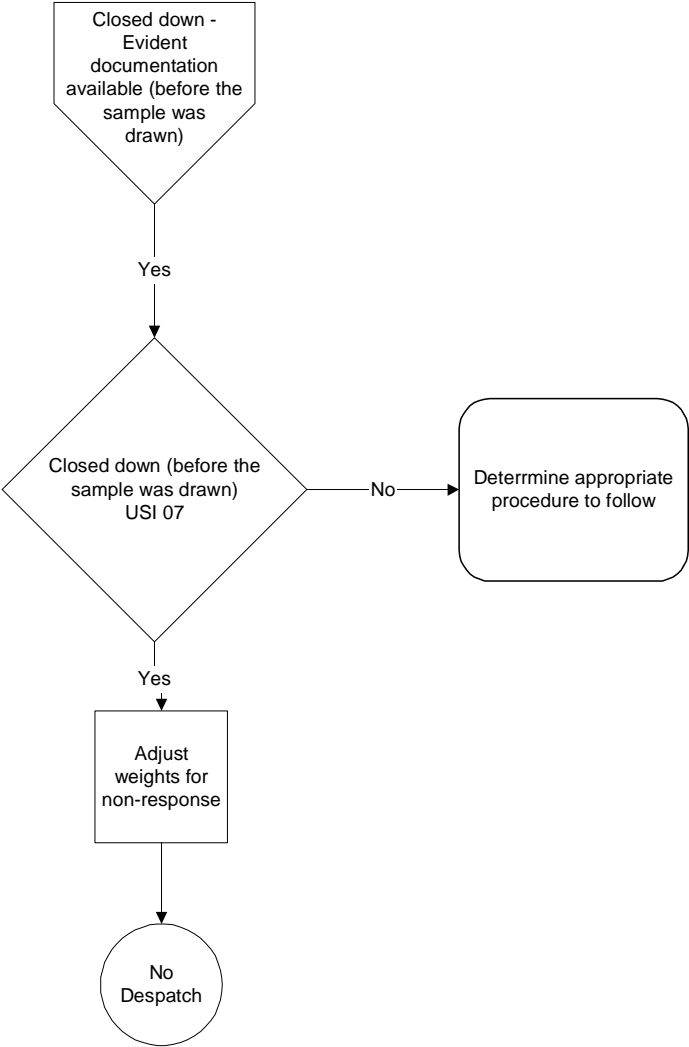 Closed down -
Evident
documentation
available (before the
sample was
drawn)
Yes
Closed down (before the
sample was drawn)
USI 07
No
Deterrmine appropriate
procedure to follow
Yes
Adjust
weights for
non-response
No
Despatch